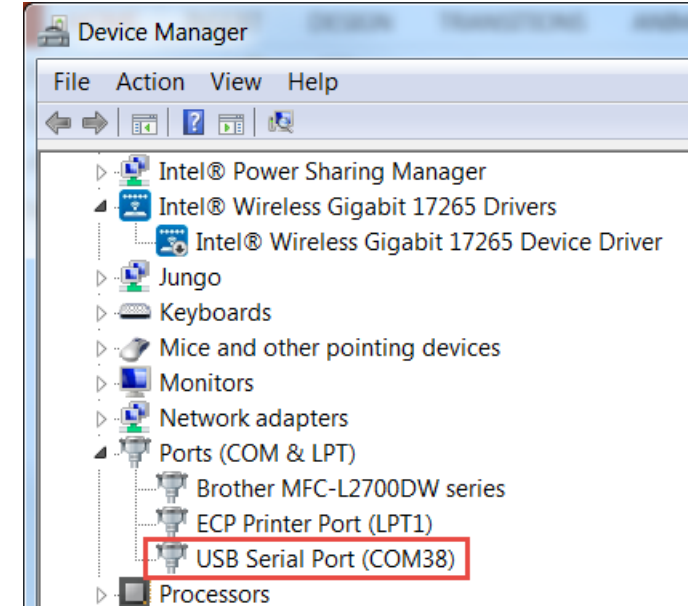 Device Manager
File Action View Help
Intel® Power Sharing Manager
Intel® Wireless Gigabit 17265 Drivers
Intel® Wireless Gigabit 17265 Device Driver
Jungo
Keyboards
Mice and other pointing devices
Monitors
Network adapters
Ports (COM & LPT)
Brother MFC-L2700DW series
ECP Printer Port (LPT1)
USB Serial Port (COM38)
Processors